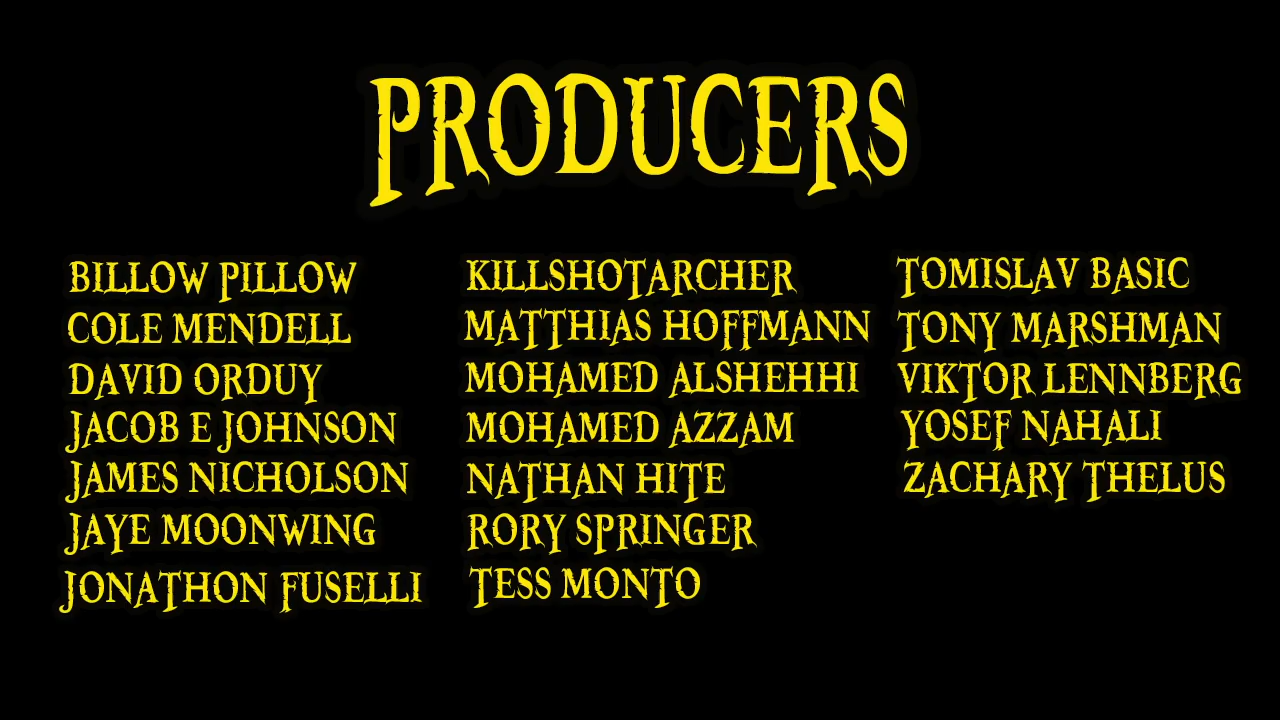 PRODUCERS
BILLOW PILLOW
COLE MENDELL
DAVID ORDUY
JACOB E JOHNSON
JAMES NICHOLSON
JAYE MOONWING
JONATHON FUSELLI
KILLSHOTARCHER
MATTHIAS HOFFMANN
MOHAMED ALSHEHHI
MOHAMED AZZAM
NATHAN HITE
RORY SPRINGER
TESS MONTO
TOMISLAV BASIC
TONY MARSHMAN
VIKTOR LENNBERG
YOSEF NAHALI
ZACHARY THELUS